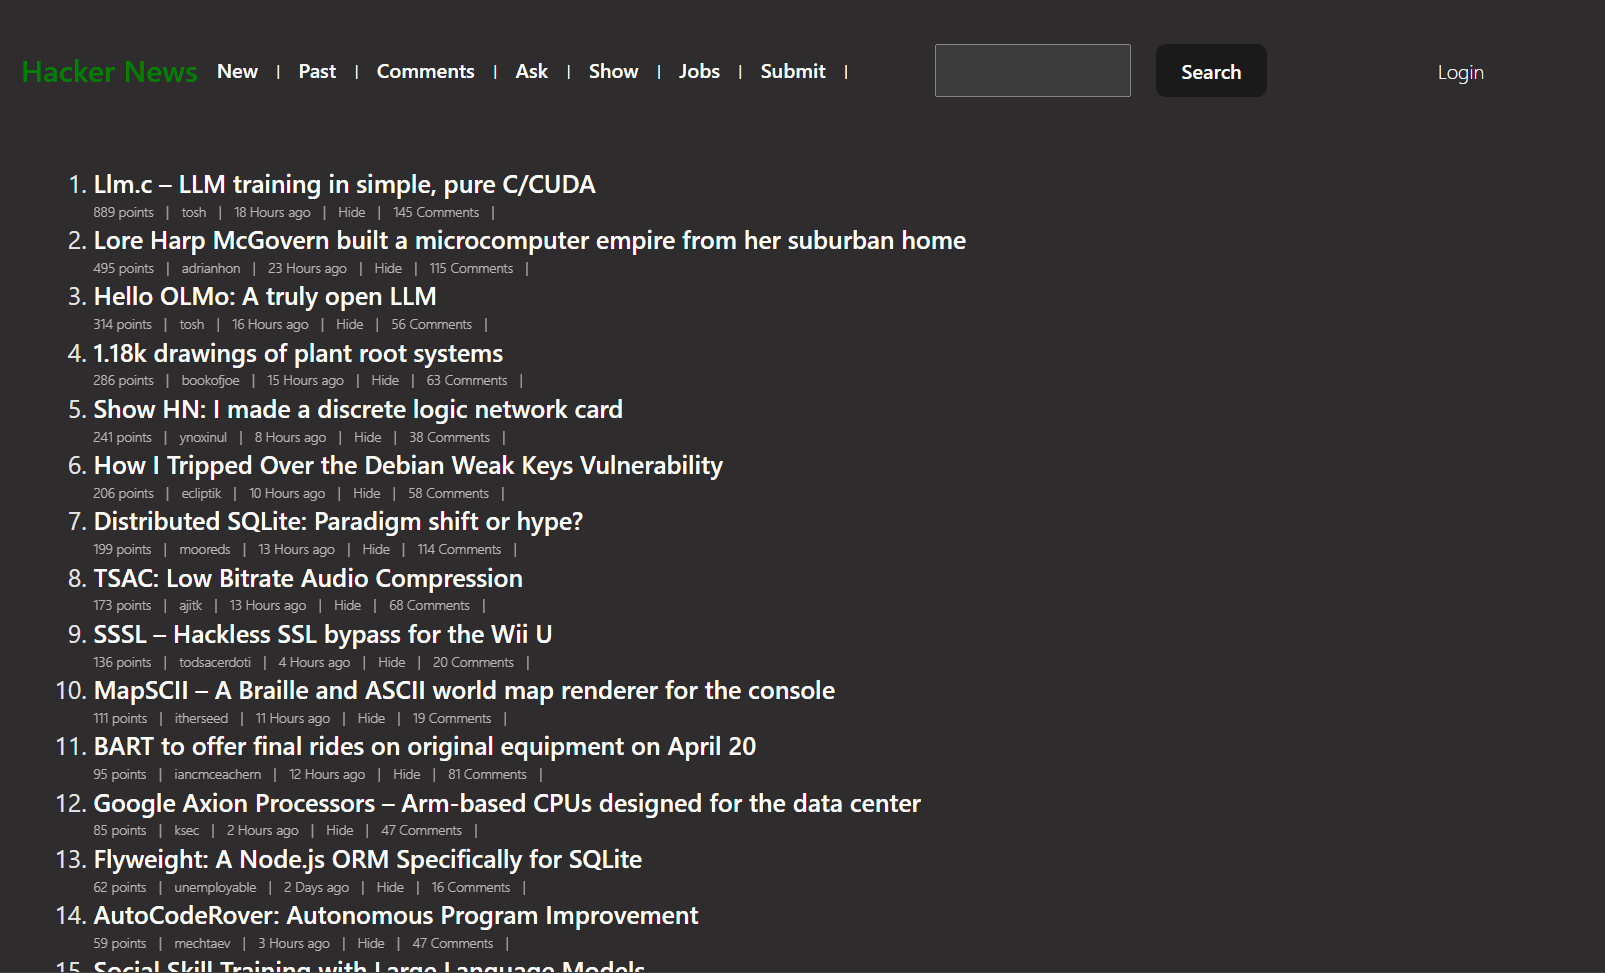 Hacker News New | Past | Comments | Ask | Show | Jobs | Submit | Search Login
1. Llm.c – LLM training in simple, pure C/CUDA
889 points | tosh | 18 Hours ago | Hide | 145 Comments |
2. Lore Harp McGovern built a microcomputer empire from her suburban home
495 points | adrianhon | 23 Hours ago | Hide | 115 Comments |
3. Hello OLMo: A truly open LLM
314 points | tosh | 16 Hours ago | Hide | 56 Comments |
4. 1.18k drawings of plant root systems
286 points | bookofjoe | 15 Hours ago | Hide | 63 Comments |
5. Show HN: I made a discrete logic network card
241 points | ynoxinul | 8 Hours ago | Hide | 38 Comments |
6. How I Tripped Over the Debian Weak Keys Vulnerability
206 points | ecliptik | 10 Hours ago | Hide | 58 Comments |
7. Distributed SQLite: Paradigm shift or hype?
199 points | mooreds | 13 Hours ago | Hide | 114 Comments |
8. TSAC: Low Bitrate Audio Compression
173 points | ajitk | 13 Hours ago | Hide | 68 Comments |
9. SSSL – Hackless SSL bypass for the Wii U
136 points | todsacerdoti | 4 Hours ago | Hide | 20 Comments |
10. MapSCII – A Braille and ASCII world map renderer for the console
111 points | itherseed | 11 Hours ago | Hide | 19 Comments |
11. BART to offer final rides on original equipment on April 20
95 points | iancmceachern | 12 Hours ago | Hide | 81 Comments |
12. Google Axion Processors – Arm-based CPUs designed for the data center
85 points | ksec | 2 Hours ago | Hide | 47 Comments |
13. Flyweight: A Node.js ORM Specifically for SQLite
62 points | unemployable | 2 Days ago | Hide | 16 Comments |
14. AutoCodeRover: Autonomous Program Improvement
59 points | mechtaev | 3 Hours ago | Hide | 47 Comments |
15. Social Skill Training with Large Language Models